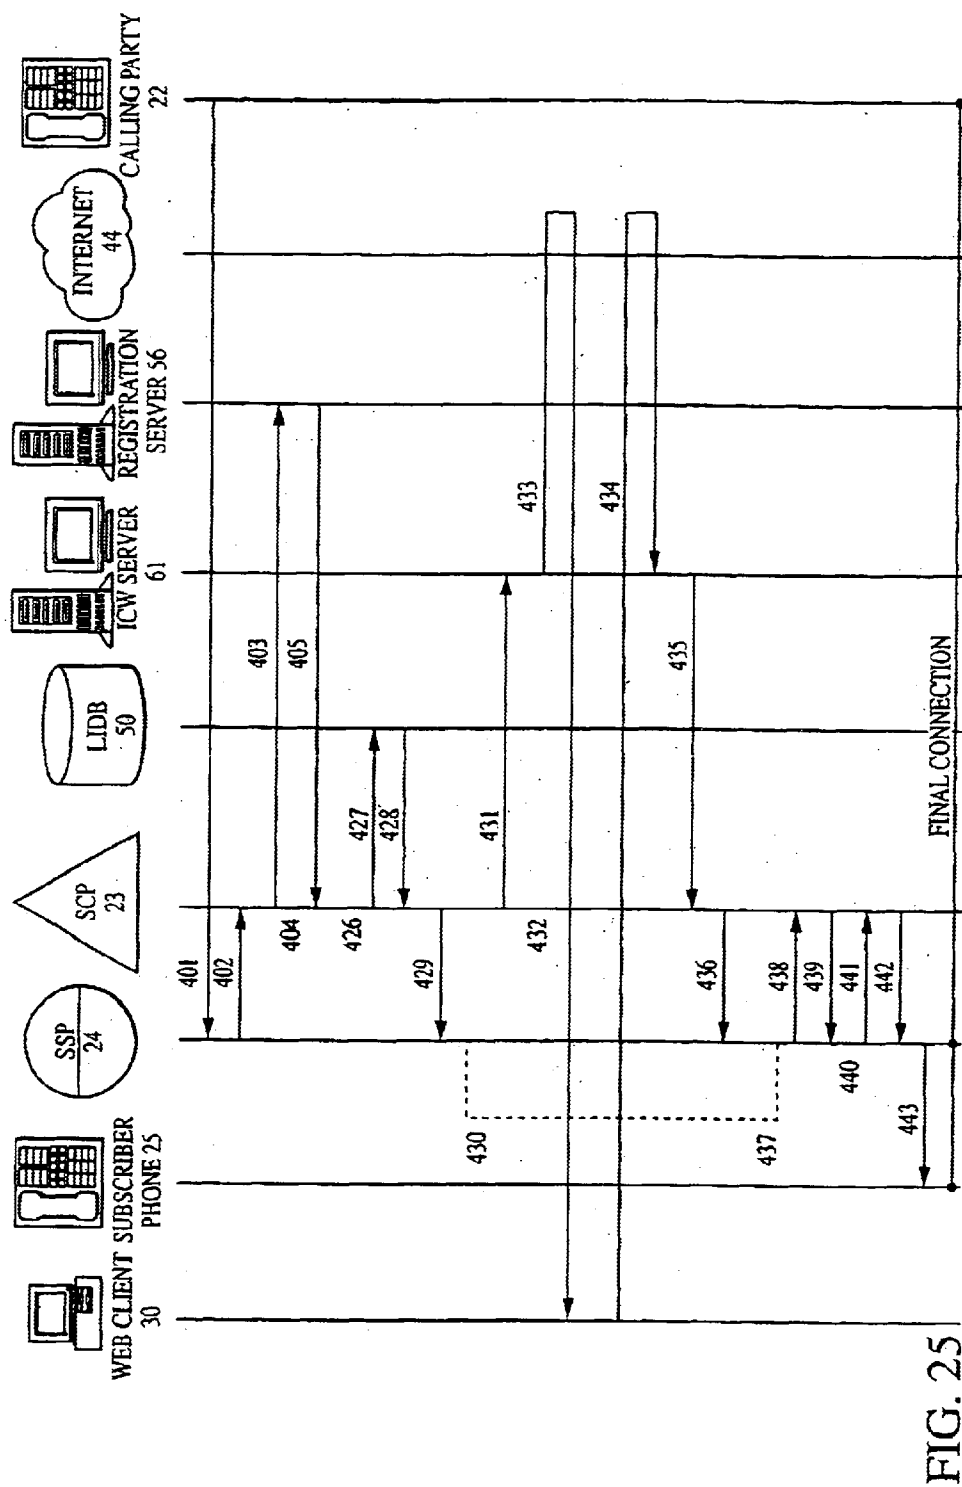 WEB CLIENT
30
SUBSCRIBER
PHONE 25
SSP
24
SCP
23
LIDB
50
ICW SERVER
61
REGISTRATION
SERVER 56
INTERNET
44
CALLING PARTY
22
401
402
403
404
405
426
427
428
429
430
431
432
433
434
435
436
437
438
439
440
441
442
443
FINAL CONNECTION
FIG. 25